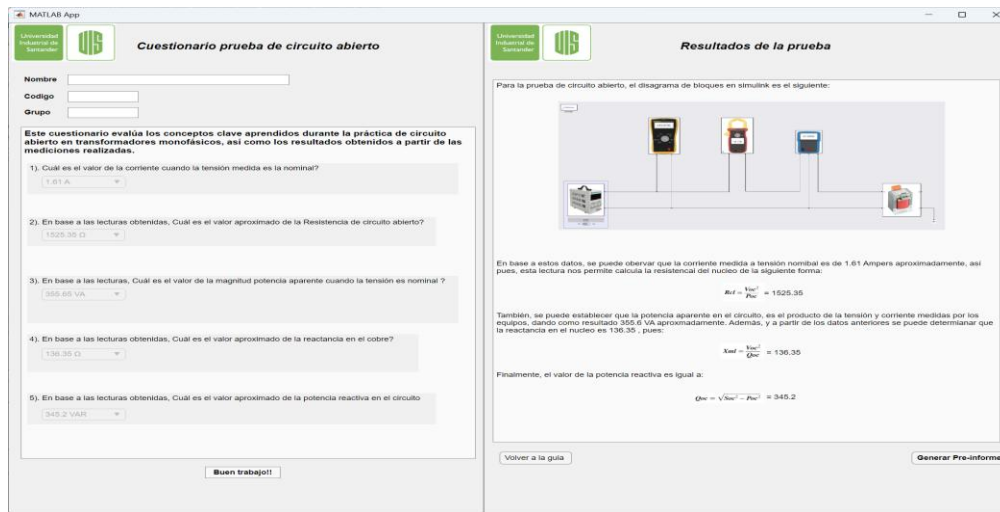 MATLAB App
Universidad
Industrial de
Santander
UIS
Cuestionario prueba de circuito abierto
Nombre
Codigo
Grupo
Este cuestionario evalúa los conceptos clave aprendidos durante la práctica de circuito
abierto en transformadores monofásicos, así como los resultados obtenidos a partir de las
mediciones realizadas.
1). Cuál es el valor de la corriente cuando la tensión medida es la nominal?
1.61 A
2). En base a las lecturas obtenidas, Cuál es el valor aproximado de la Resistencia de circuito abierto?
1525.35 Ω
3). En base a las lecturas, Cuál es el valor de la magnitud potencia aparente cuando la tensión es nominal ?
355.65 VA
4). En base a las lecturas obtenidas, Cuál es el valor aproximado de la reactancia en el cobre?
136.35 Ω
5). En base a las lecturas obtenidas, Cuál es el valor aproximado de la potencia reactiva en el circuito
345.2 VAR
Buen trabajo!!
Universidad
Industrial de
Santander
UIS
Resultados de la prueba
Para la prueba de circuito abierto, el disagrama de bloques en simulink es el siguiente:
En base a estos datos, se puede obervar que la corriente medida a tensión nomibal es de 1.61 Ampers aproximadamente, así
pues, esta lectura nos permite calcula la resistencal del nucleo de la siguiente forma:
Rcl = Voc² / Poc = 1525.35
También, se puede establecer que la potencia aparente en el circuito, es el producto de la tensión y corriente medidas por los
equipos, dando como resultado 355.6 VA aproxmadamente. Además, y a partir de los datos anteriores se puede determianar que
la reactancia en el nucleo es 136.35 , pues:
Xml = Voc² / Qoc = 136.35
Finalmente, el valor de la potencia reactiva es igual a:
Qoc = √Soc² − Poc² = 345.2
Volver a la guia
Generar Pre-informe